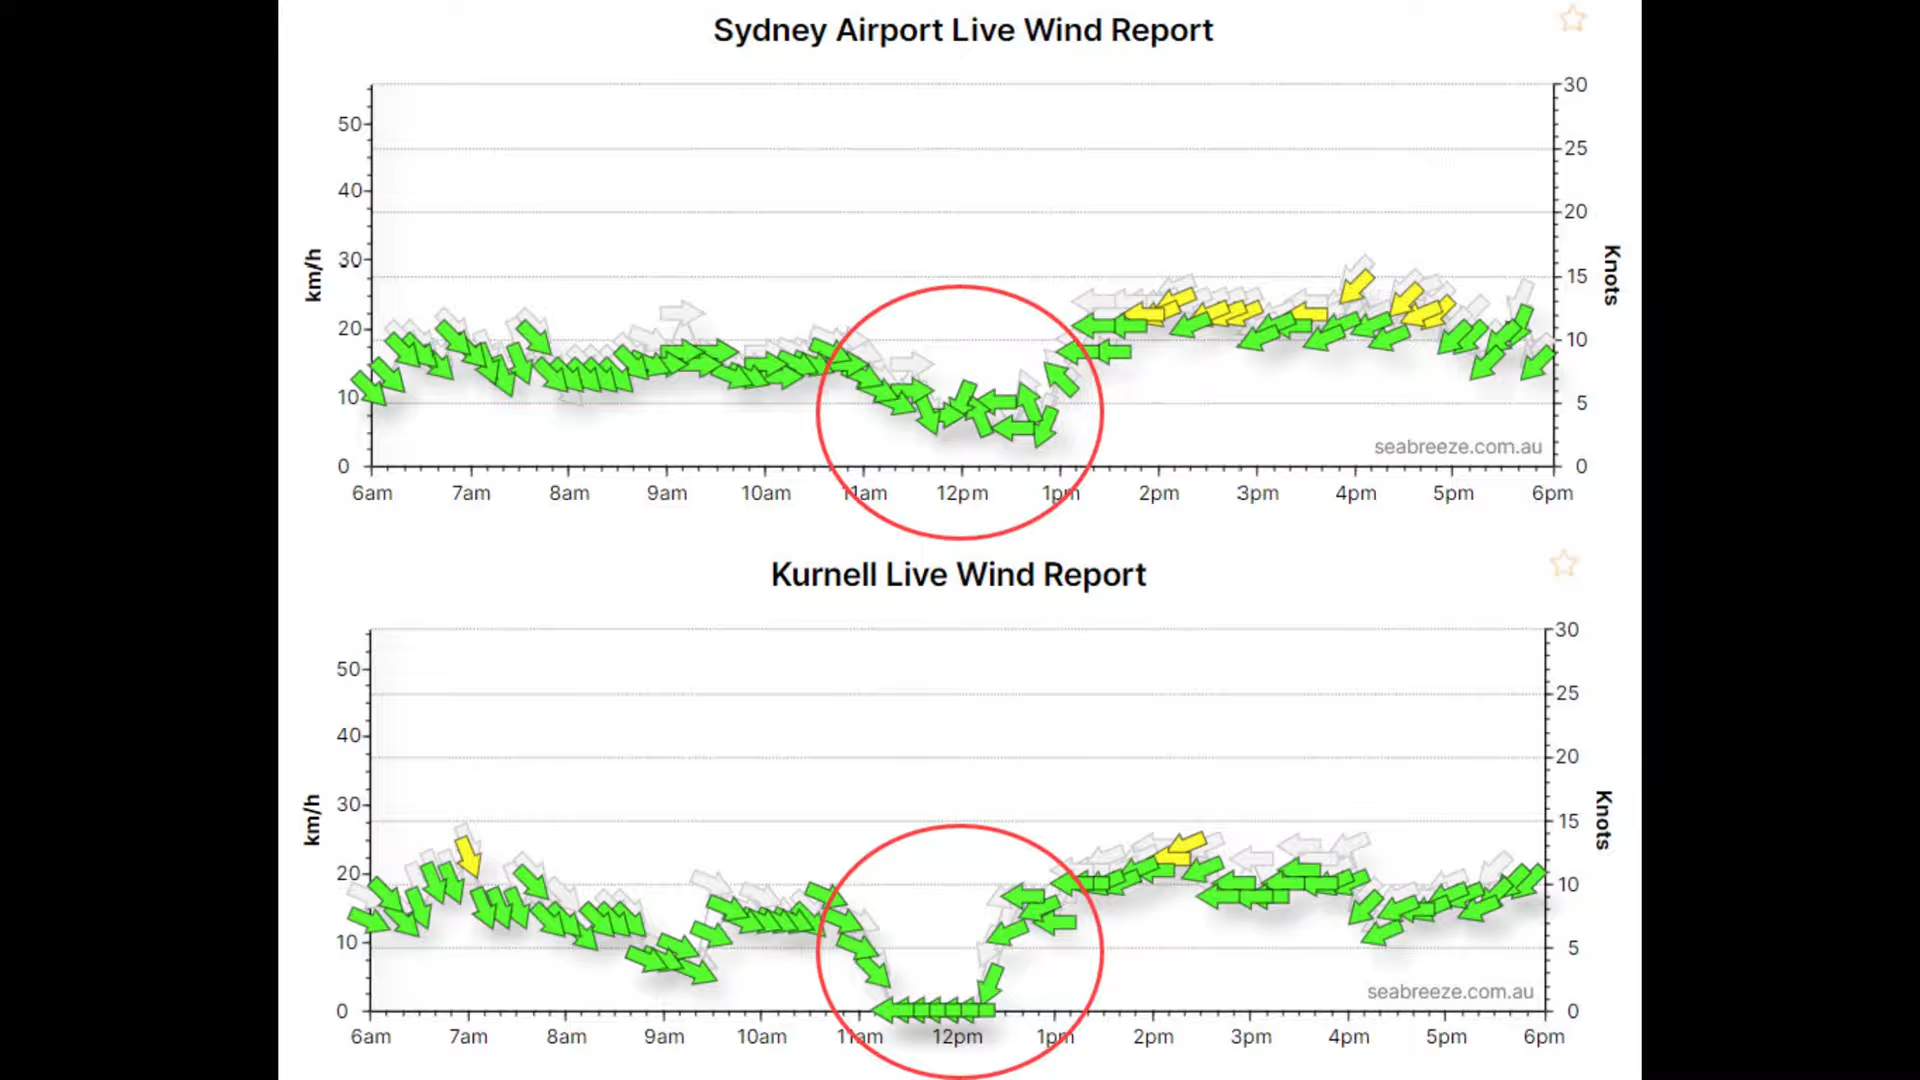 Sydney Airport Live Wind Report
km/h
50
40
30
20
10
0
30
25
20
15
10
5
0
Knots
seabreeze.com.au
6am 7am 8am 9am 10am 11am 12pm 1pm 2pm 3pm 4pm 5pm 6pm
Kurnell Live Wind Report
km/h
50
40
30
20
10
0
30
25
20
15
10
5
0
Knots
seabreeze.com.au
6am 7am 8am 9am 10am 11am 12pm 1pm 2pm 3pm 4pm 5pm 6pm